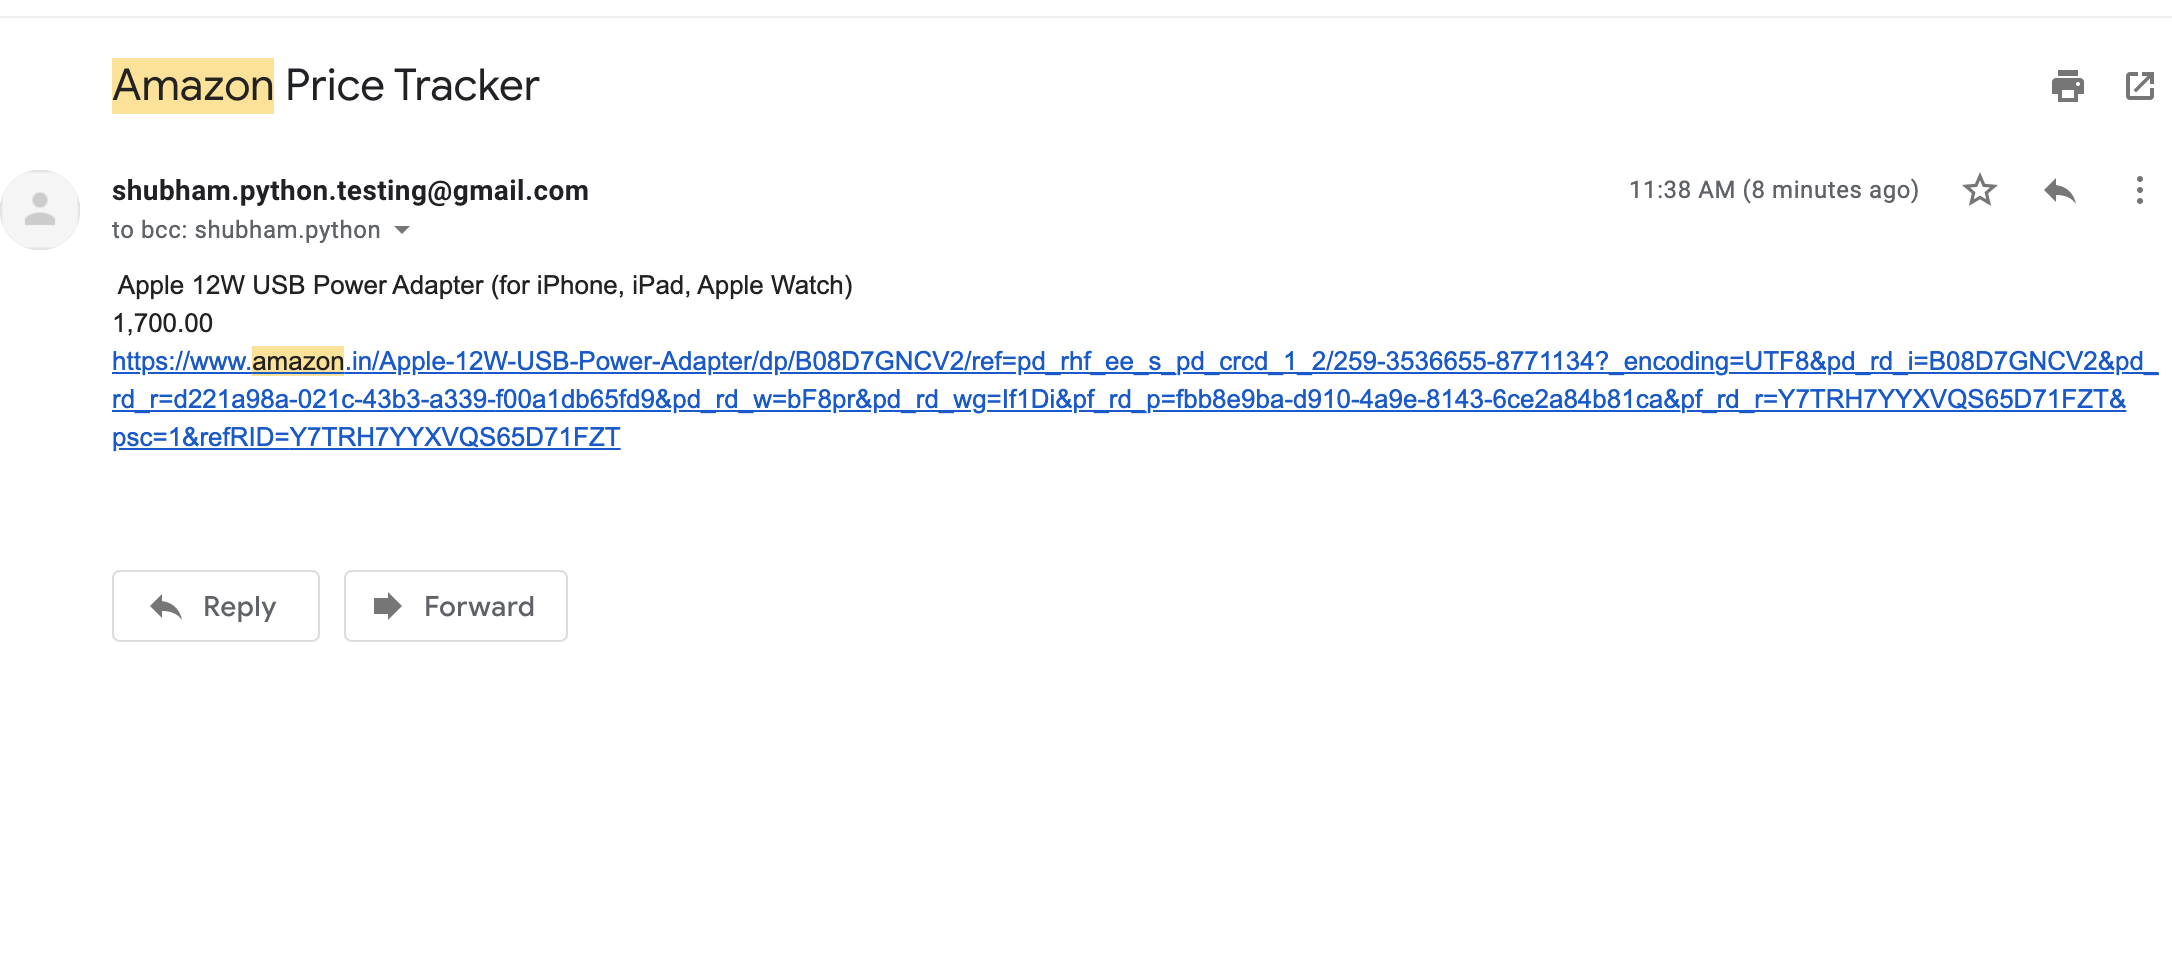 Amazon Price Tracker
shubham.python.testing@gmail.com
11:38 AM (8 minutes ago)
to bcc: shubham.python
Apple 12W USB Power Adapter (for iPhone, iPad, Apple Watch)
1,700.00
https://www.amazon.in/Apple-12W-USB-Power-Adapter/dp/B08D7GNCV2/ref=pd_rhf_ee_s_pd_crcd_1_2/259-3536655-8771134?_encoding=UTF8&pd_rd_i=B08D7GNCV2&pd_
rd_r=d221a98a-021c-43b3-a339-f00a1db65fd9&pd_rd_w=bF8pr&pd_rd_wg=If1Di&pf_rd_p=fbb8e9ba-d910-4a9e-8143-6ce2a84b81ca&pf_rd_r=Y7TRH7YYXVQS65D71FZT&
psc=1&refRID=Y7TRH7YYXVQS65D71FZT
Reply
Forward